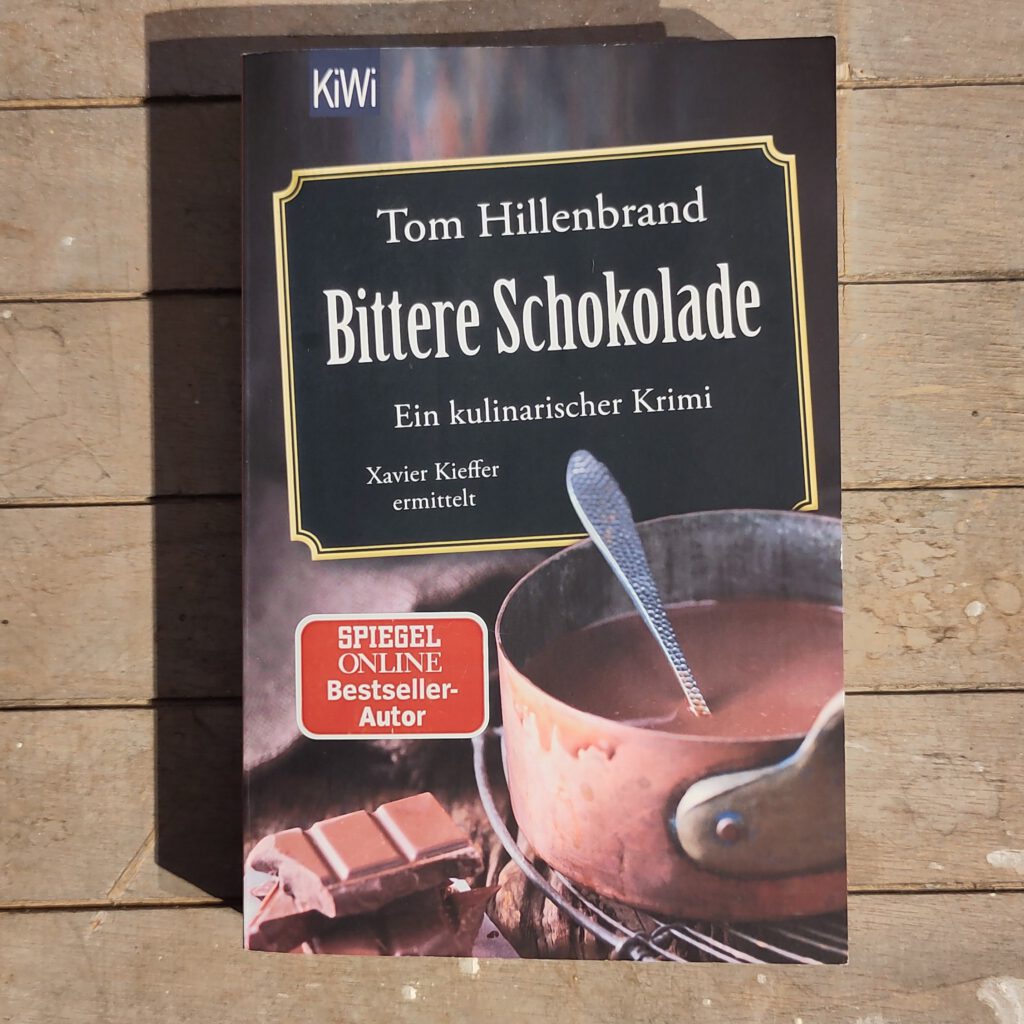 KiWi
Tom Hillenbrand
Bittere Schokolade
Ein kulinarischer Krimi
Xavier Kieffer
ermittelt
SPIEGEL
ONLINE
Bestseller-
Autor